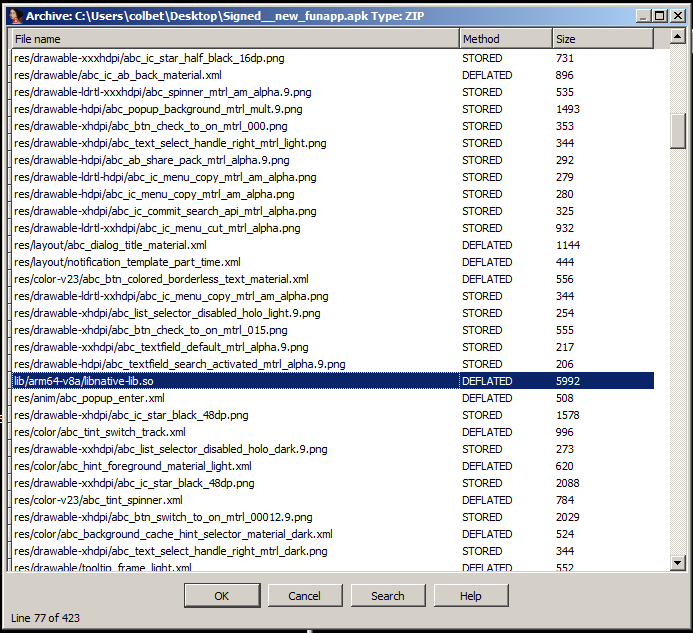 Archive: C:\Users\colbet\Desktop\Signed__new_funapp.apk Type: ZIP
File name Method Size
res/drawable-xxxhdpi/abc_ic_star_half_black_16dp.png STORED 731
res/drawable/abc_ic_ab_back_material.xml DEFLATED 896
res/drawable-ldrtl-xxxhdpi/abc_spinner_mtrl_am_alpha.9.png STORED 535
res/drawable-hdpi/abc_popup_background_mtrl_mult.9.png STORED 1493
res/drawable-xhdpi/abc_btn_check_to_on_mtrl_000.png STORED 353
res/drawable-xhdpi/abc_text_select_handle_right_mtrl_light.png STORED 344
res/drawable-hdpi/abc_ab_share_pack_mtrl_alpha.9.png STORED 292
res/drawable-ldrtl-hdpi/abc_ic_menu_copy_mtrl_am_alpha.png STORED 279
res/drawable-hdpi/abc_ic_menu_copy_mtrl_am_alpha.png STORED 280
res/drawable-xhdpi/abc_ic_commit_search_api_mtrl_alpha.png STORED 325
res/drawable-ldrtl-xxhdpi/abc_ic_menu_cut_mtrl_alpha.png STORED 932
res/layout/abc_dialog_title_material.xml DEFLATED 1144
res/layout/notification_template_part_time.xml DEFLATED 444
res/color-v23/abc_btn_colored_borderless_text_material.xml DEFLATED 556
res/drawable-ldrtl-xxhdpi/abc_ic_menu_copy_mtrl_am_alpha.png STORED 344
res/drawable-xhdpi/abc_list_selector_disabled_holo_light.9.png STORED 254
res/drawable-xhdpi/abc_btn_check_to_on_mtrl_015.png STORED 555
res/drawable-xxhdpi/abc_textfield_default_mtrl_alpha.9.png STORED 217
res/drawable-hdpi/abc_textfield_search_activated_mtrl_alpha.9.png STORED 206
lib/arm64-v8a/libnative-lib.so DEFLATED 5992
res/anim/abc_popup_enter.xml DEFLATED 508
res/drawable-xhdpi/abc_ic_star_black_48dp.png STORED 1578
res/color/abc_tint_switch_track.xml DEFLATED 996
res/drawable-xxhdpi/abc_list_selector_disabled_holo_dark.9.png STORED 273
res/color/abc_hint_foreground_material_light.xml DEFLATED 620
res/drawable-xxhdpi/abc_ic_star_black_48dp.png STORED 2088
res/color-v23/abc_tint_spinner.xml DEFLATED 784
res/drawable-xhdpi/abc_btn_switch_to_on_mtrl_00012.9.png STORED 2029
res/color/abc_background_cache_hint_selector_material_dark.xml DEFLATED 524
res/drawable-xhdpi/abc_text_select_handle_right_mtrl_dark.png STORED 344
res/drawable/tooltip_frame_light.xml DEFLATED 552
OK Cancel Search Help
Line 77 of 423